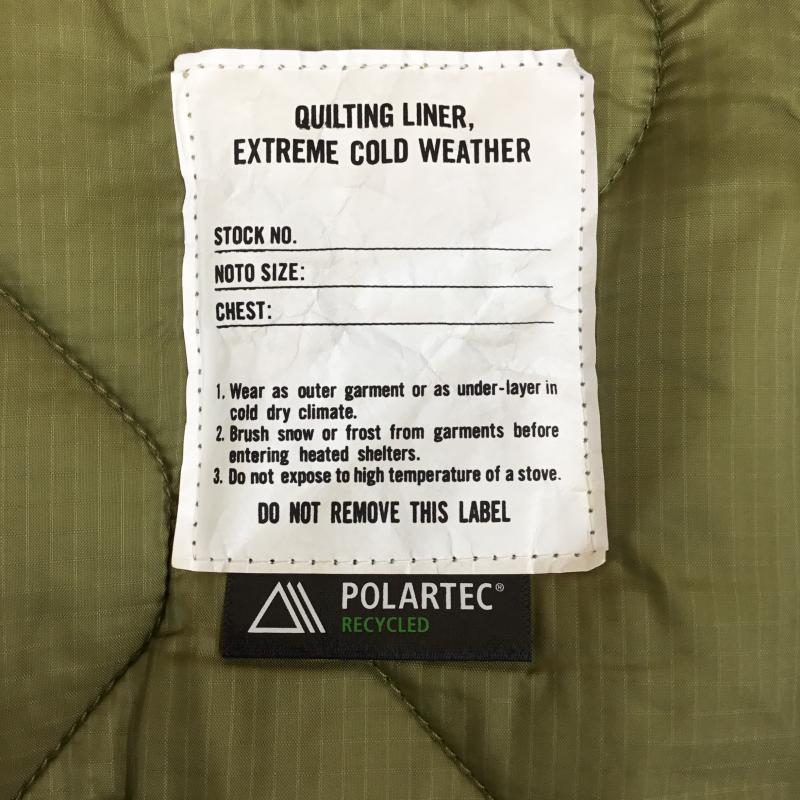 QUILTING LINER,
EXTREME COLD WEATHER
STOCK NO.
NOTO SIZE:
CHEST:
1. Wear as outer garment or as under-layer in
cold dry climate.
2. Brush snow or frost from garments before
entering heated shelters.
3. Do not expose to high temperature of a stove.
DO NOT REMOVE THIS LABEL
POLARTEC®
RECYCLED